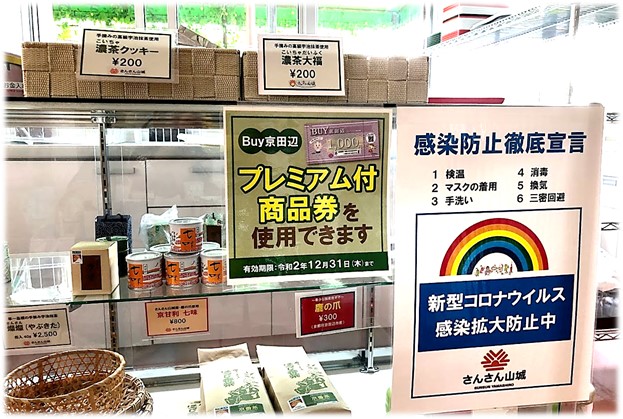 手摘みの高級宇治抹茶使用
こいちゃ
濃茶クッキー
¥200
さんさん山城
手摘みの高級宇治抹茶使用
こいちゃだいふく
濃茶大福
¥200
さんさん山城
Buy京田辺
BUY京田辺
1,000
プレミアム付
商品券を
使用できます
有効期限：令和2年12月31日(木)まで
感染防止徹底宣言
1 検温
2 マスクの着用
3 手洗い
4 消毒
5 換気
6 三密回避
新型コロナウイルス
感染拡大防止中
さんさん山城
SUNSUN YAMASHIRO
(やぶきた)
¥2,500
京甘利 七味
¥800
さんさん山城
鷹の爪
¥300